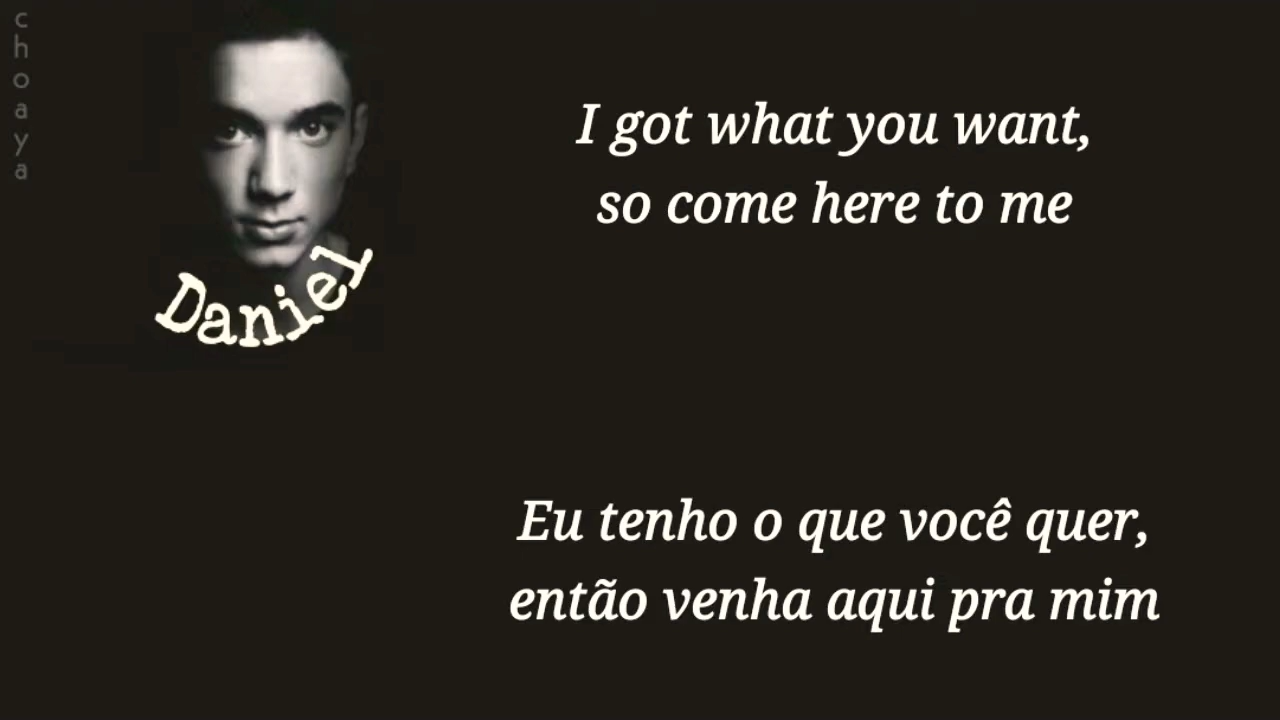 choaya
Daniel
I got what you want,
so come here to me
Eu tenho o que você quer,
então venha aqui pra mim